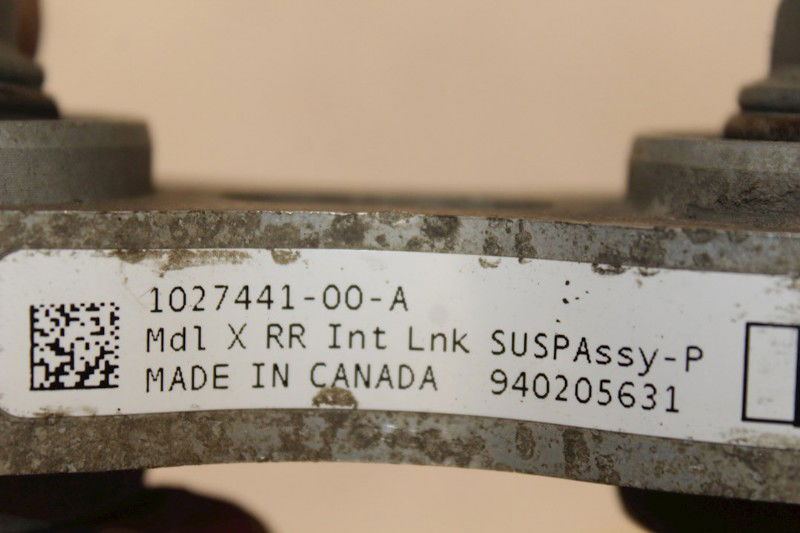 1027441-00-A
Mdl X RR Int Lnk SUSPAssy-P
MADE IN CANADA 940205631